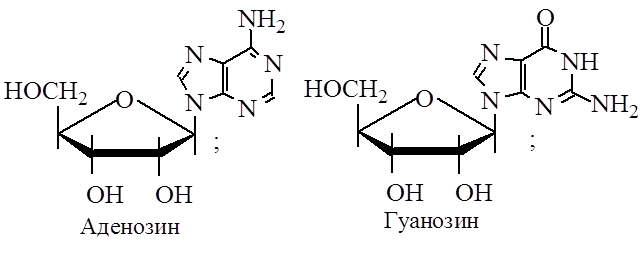 NH₂ O
N N N NH
HOCH₂ O N N HOCH₂ O N N NH₂
; ;
OH OH OH OH
Аденозин Гуанозин